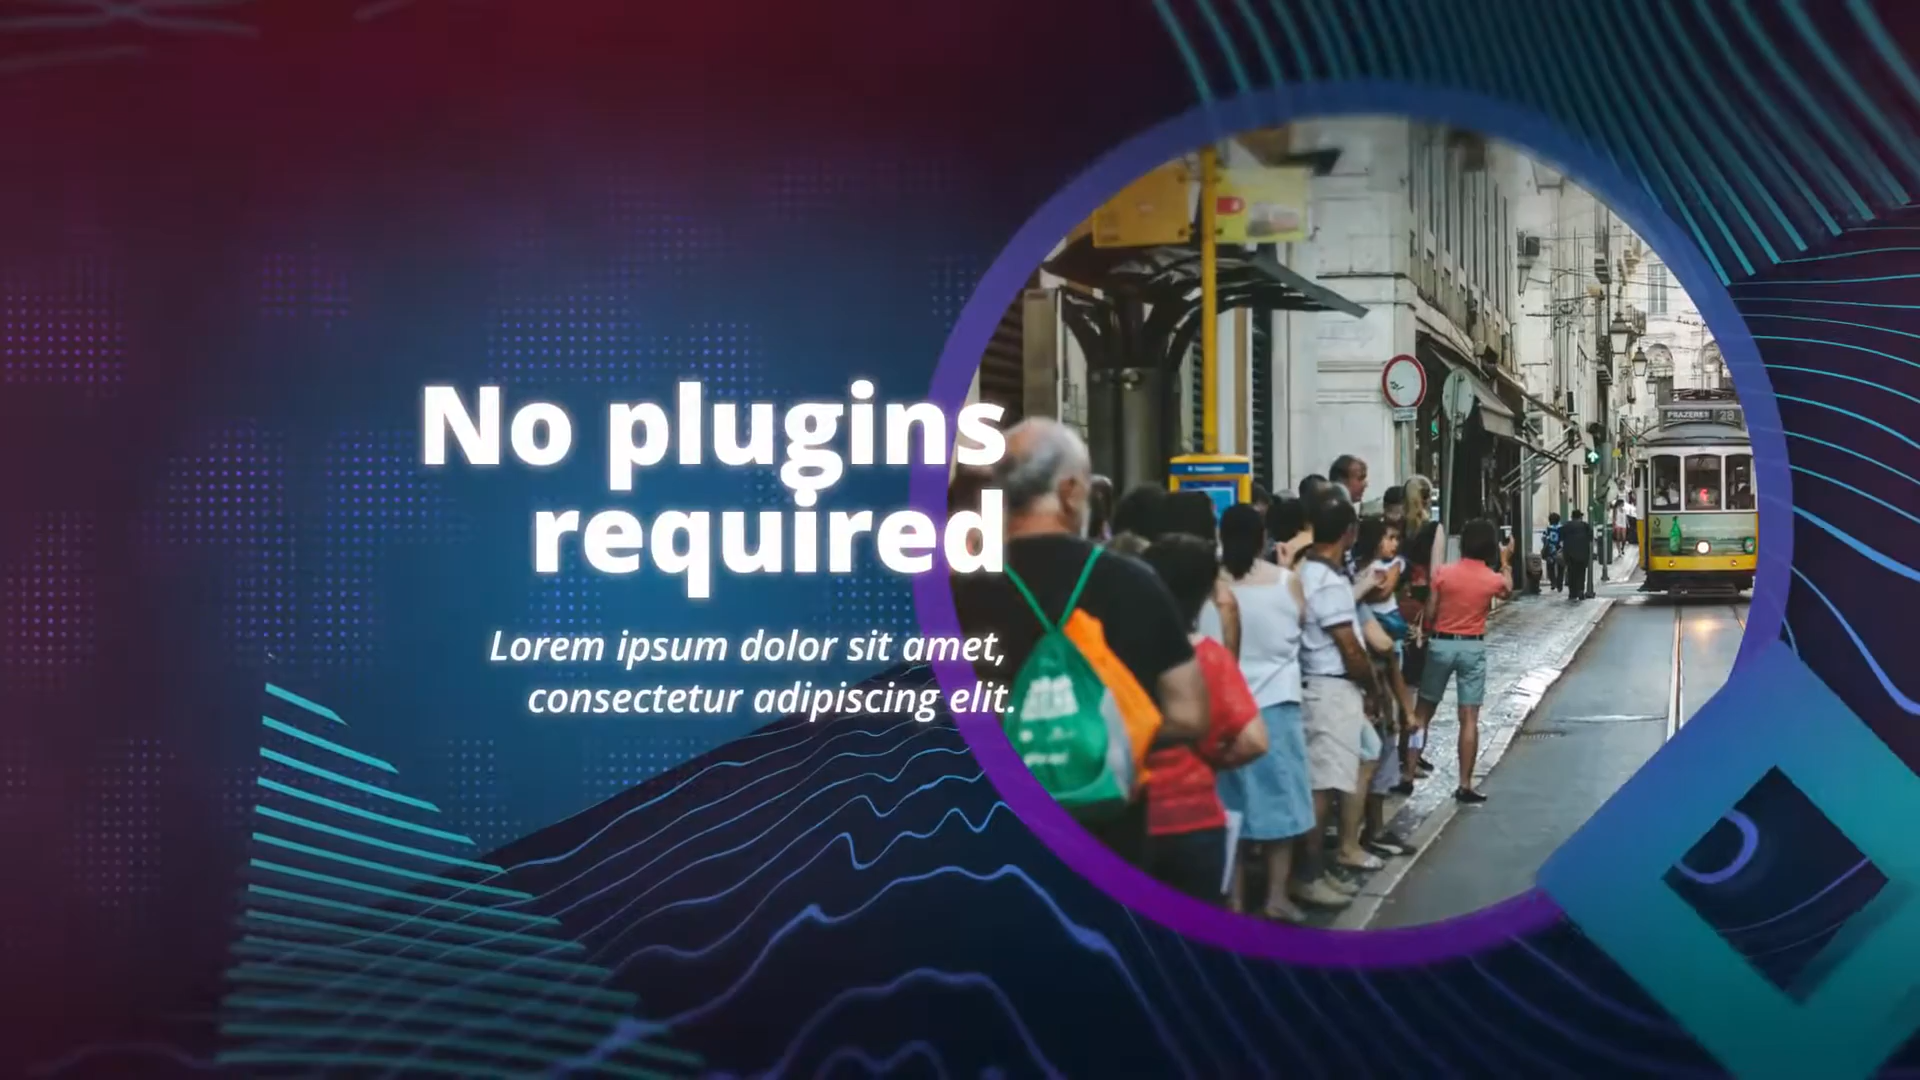 No plugins
required
Lorem ipsum dolor sit amet,
consectetur adipiscing elit.
PRAZERES 28